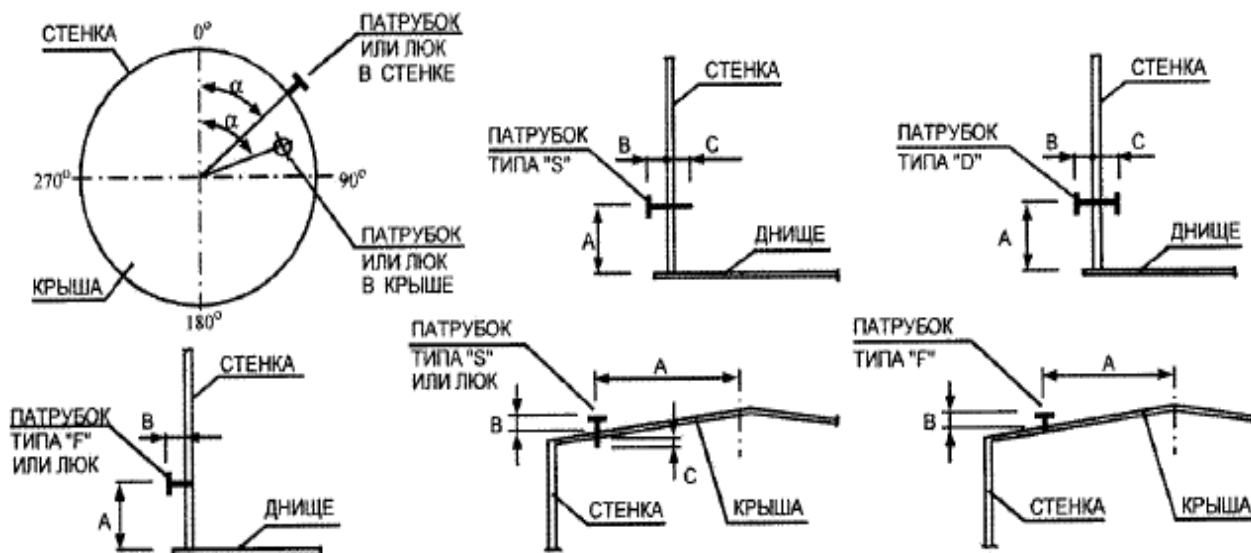 СТЕНКА
0°
ПАТРУБОК
ИЛИ ЛЮК
В СТЕНКЕ
α
α
270°
90°
ПАТРУБОК
ИЛИ ЛЮК
В КРЫШЕ
КРЫША
180°
СТЕНКА
ПАТРУБОК
ТИПА "S"
B
C
A
ДНИЩЕ
СТЕНКА
ПАТРУБОК
ТИПА "D"
B
C
A
ДНИЩЕ
СТЕНКА
ПАТРУБОК
ТИПА "F"
ИЛИ ЛЮК
B
A
ДНИЩЕ
ПАТРУБОК
ТИПА "S"
ИЛИ ЛЮК
A
B
C
СТЕНКА
КРЫША
ПАТРУБОК
ТИПА "F"
A
B
СТЕНКА
КРЫША